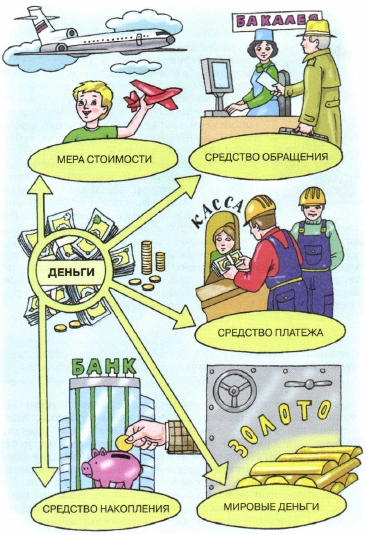 БАКАЛЕЯ
МЕРА СТОИМОСТИ
СРЕДСТВО ОБРАЩЕНИЯ
КАССА
ДЕНЬГИ
СРЕДСТВО ПЛАТЕЖА
БАНК
ЗОЛОТО
СРЕДСТВО НАКОПЛЕНИЯ
МИРОВЫЕ ДЕНЬГИ